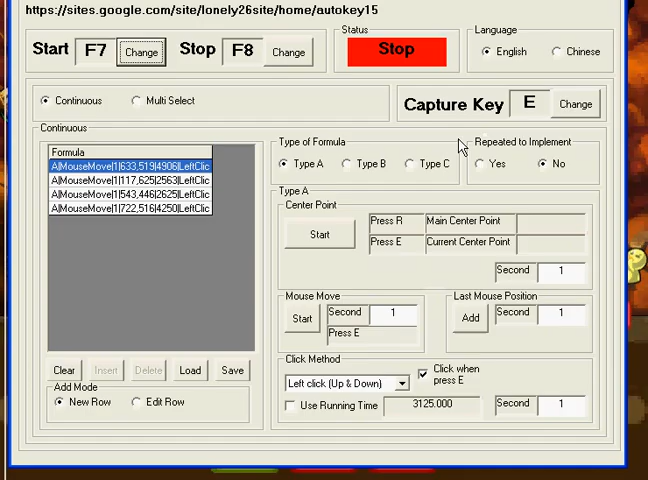 https://sites.google.com/site/lonely26site/home/autokey15
Start F7 Change Stop F8 Change
Status
Stop
Language
English Chinese
Continuous Multi Select
Capture Key E Change
Continuous
Formula
A|MouseMove|1|633,519|4906|LeftClic
A|MouseMove|1|117,625|2563|LeftClic
A|MouseMove|1|543,446|2625|LeftClic
A|MouseMove|1|722,516|4250|LeftClic
Clear Insert Delete Load Save
Add Mode
New Row Edit Row
Type of Formula
Type A Type B Type C
Repeated to Implement
Yes No
Type A
Center Point
Start
Press R Main Center Point
Press E Current Center Point
Second 1
Mouse Move
Start Second 1
Press E
Last Mouse Position
Add Second 1
Click Method
Left click (Up & Down)
Click when
press E
Use Running Time 3125.000 Second 1